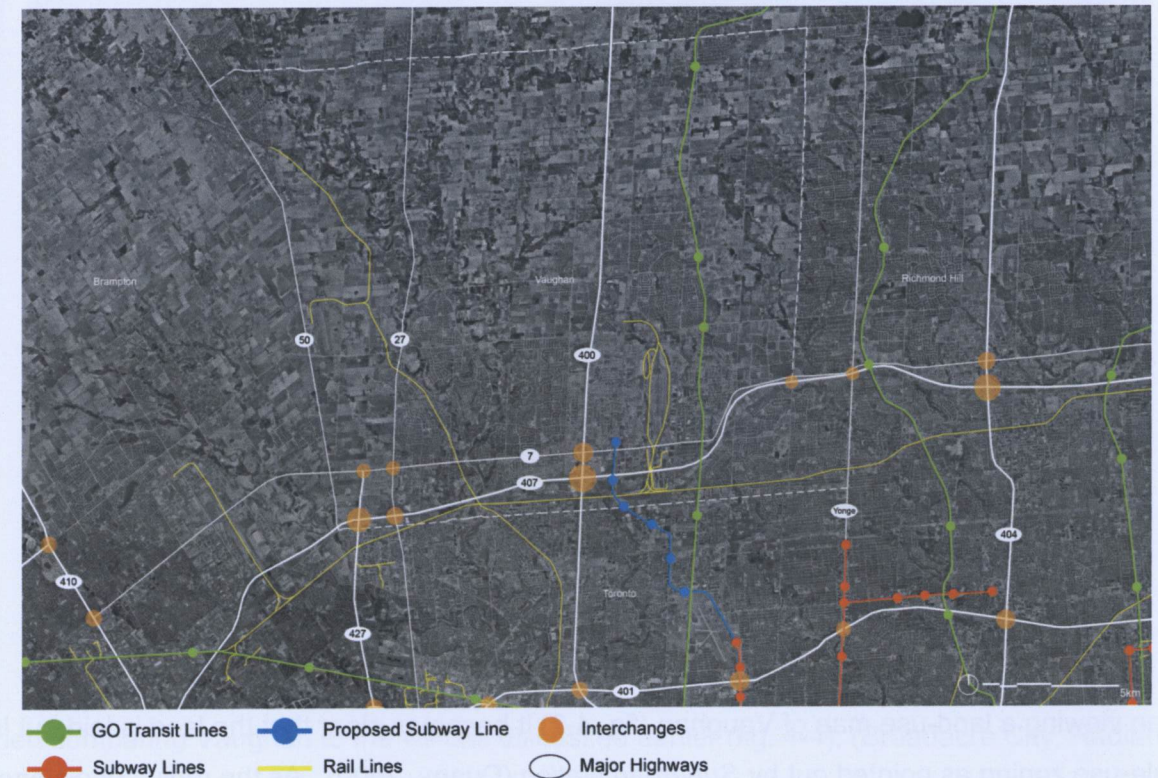 Brampton
Vaughan
Richmond Hill
50
27
400
7
407
Yonge
404
410
Toronto
427
401
5km
GO Transit Lines
Proposed Subway Line
Interchanges
Subway Lines
Rail Lines
Major Highways